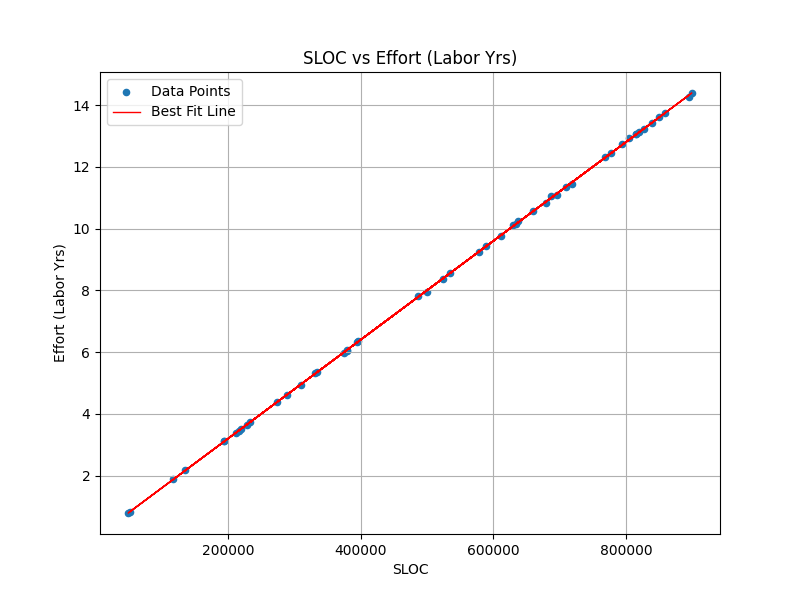 SLOC vs Effort (Labor Yrs)
Data Points
Best Fit Line
14
12
10
8
6
4
2
Effort (Labor Yrs)
200000
400000
600000
800000
SLOC